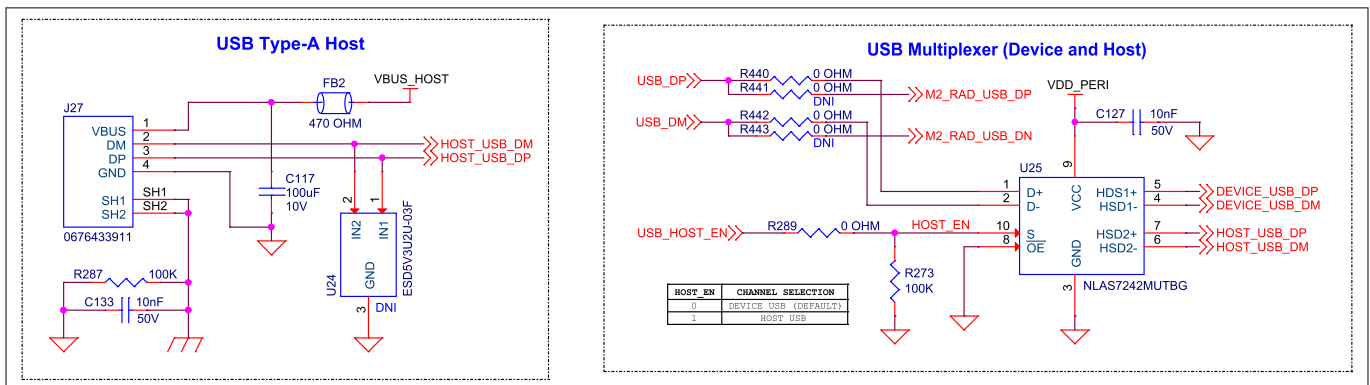 USB Type-A Host
VBUS_HOST
FB2
470 OHM
J27
VBUS 1
DM 2
DP 3
GND 4
HOST_USB_DM
HOST_USB_DP
SH1 SH1
SH2 SH2
0676433911
C117
100uF
10V
2 1
IN2 IN1
GND
U24
ESD5V3U2U-03F
3
DNI
R287 100K
C133 10nF
50V
USB Multiplexer (Device and Host)
USB_DP
R440 0 OHM
R441 0 OHM
DNI
M2_RAD_USB_DP
USB_DM
R442 0 OHM
R443 0 OHM
DNI
M2_RAD_USB_DN
VDD_PERI
C127 10nF
50V
U25
9
VCC
1 D+
2 D-
HDS1+ 5 DEVICE_USB_DP
HSD1- 4 DEVICE_USB_DM
USB_HOST_EN R289 0 OHM HOST_EN
10 S
8 OE
HSD2+ 7 HOST_USB_DP
HSD2- 6 HOST_USB_DM
GND
3
NLAS7242MUTBG
R273
100K
HOST_EN CHANNEL SELECTION
0 DEVICE USB (DEFAULT)
1 HOST USB